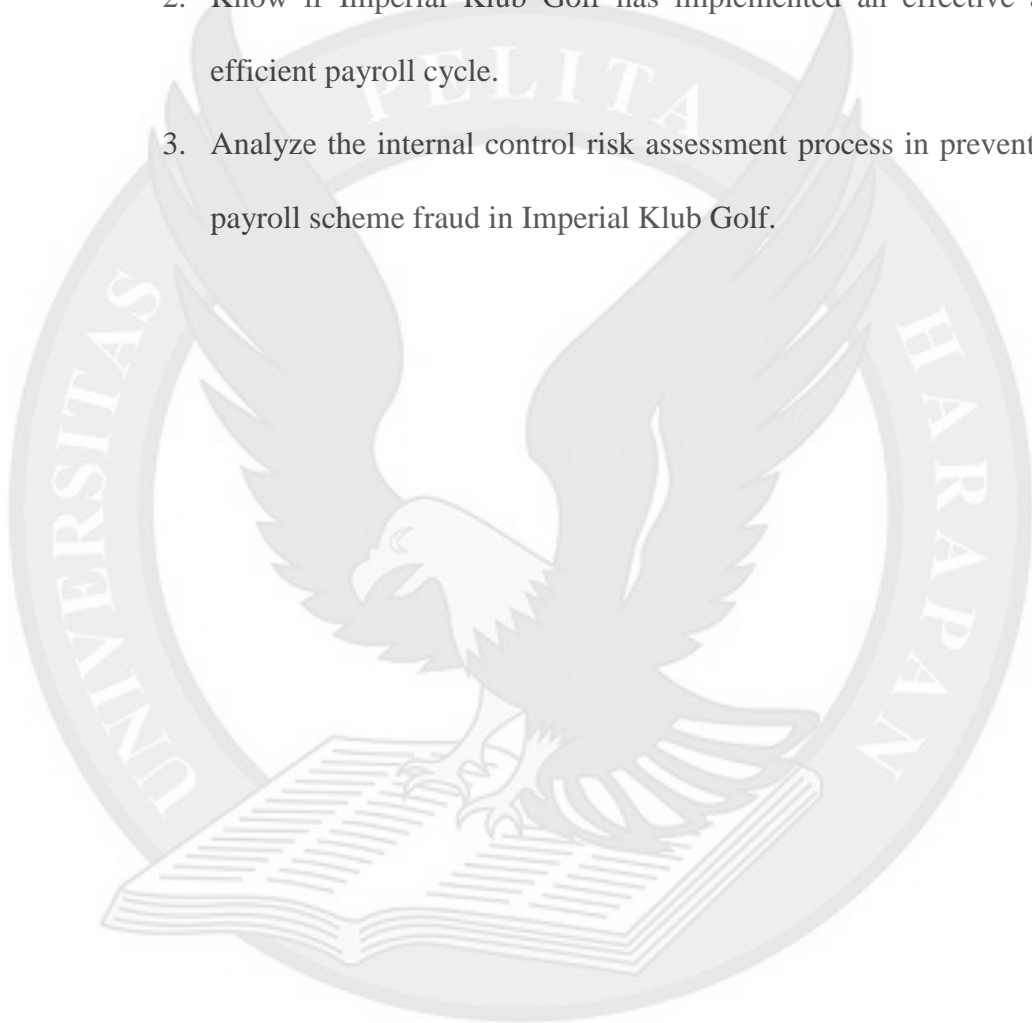 2. Know if Imperial Klub Golf has implemented an effective
efficient payroll cycle.
3. Analyze the internal control risk assessment process in prevent
payroll scheme fraud in Imperial Klub Golf.
UNIVERSITAS PELITA HARAPAN